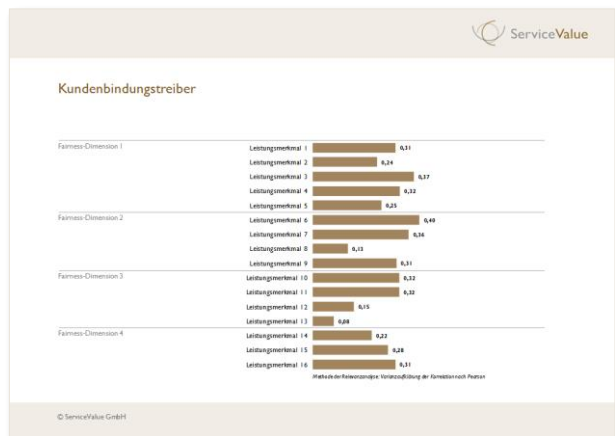 ServiceValue
Kundenbindungstreiber
Fairness-Dimension 1
Leistungsmerkmal 1 0,31
Leistungsmerkmal 2 0,24
Leistungsmerkmal 3 0,37
Leistungsmerkmal 4 0,32
Leistungsmerkmal 5 0,25
Fairness-Dimension 2
Leistungsmerkmal 6 0,40
Leistungsmerkmal 7 0,36
Leistungsmerkmal 8 0,13
Leistungsmerkmal 9 0,31
Fairness-Dimension 3
Leistungsmerkmal 10 0,32
Leistungsmerkmal 11 0,32
Leistungsmerkmal 12 0,15
Leistungsmerkmal 13 0,08
Fairness-Dimension 4
Leistungsmerkmal 14 0,22
Leistungsmerkmal 15 0,28
Leistungsmerkmal 16 0,31
Methode der Relevanzanalyse: Varianzaufklärung der Korrelation nach Pearson
© ServiceValue GmbH